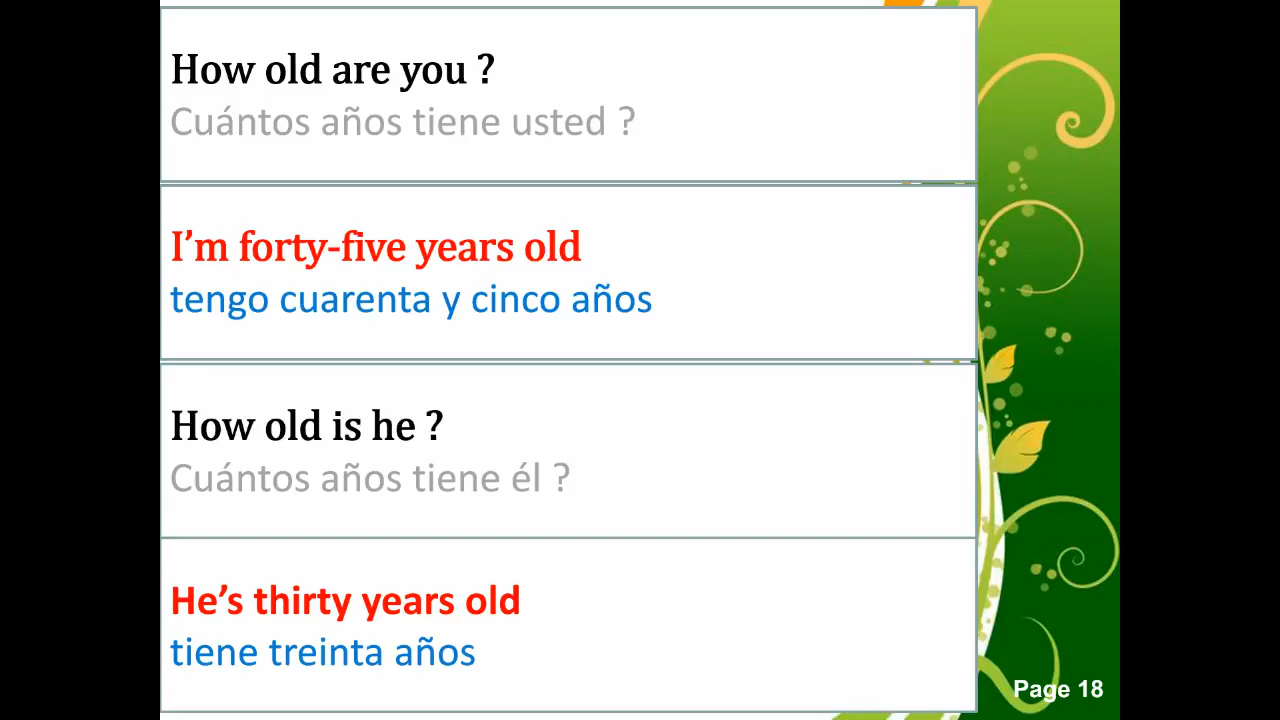 How old are you ?
Cuántos años tiene usted ?
I’m forty-five years old
tengo cuarenta y cinco años
How old is he ?
Cuántos años tiene él ?
He’s thirty years old
tiene treinta años
Page 18